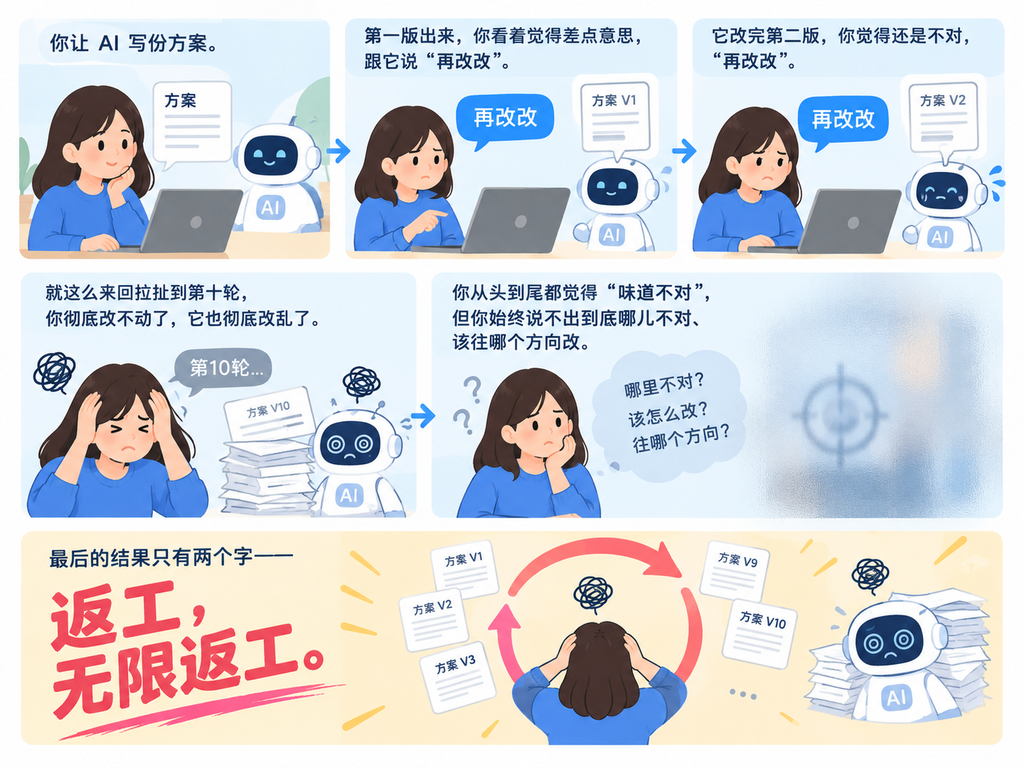 你让 AI 写份方案。
方案
AI
第一版出来，你看着觉得差点意思，
跟它说“再改改”。
再改改
方案 V1
AI
它改完第二版，你觉得还是不对，
“再改改”。
再改改
方案 V2
AI
就这么来回拉扯到第十轮，
你彻底改不动了，它也彻底改乱了。
第10轮...
方案 V10
AI
你从头到尾都觉得“味道不对”，
但你始终说不出到底哪儿不对、
该往哪个方向改。
? ?
?
哪里不对？
该怎么改？
往哪个方向？
最后的结果只有两个字——
返工，
无限返工。
方案 V1
方案 V2
方案 V3
方案 V9
方案 V10
...
AI